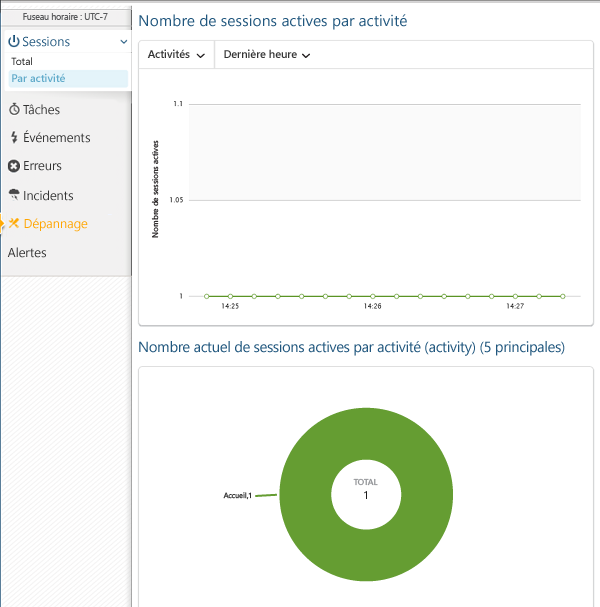 Fuseau horaire : UTC-7
Sessions
Total
Par activité
Tâches
Événements
Erreurs
Incidents
Dépannage
Alertes
Nombre de sessions actives par activité
Activités Dernière heure
Nombre de sessions actives
1.1
1.05
1
14:25 14:26 14:27
Nombre actuel de sessions actives par activité (activity) (5 principales)
Accueil,1
TOTAL
1